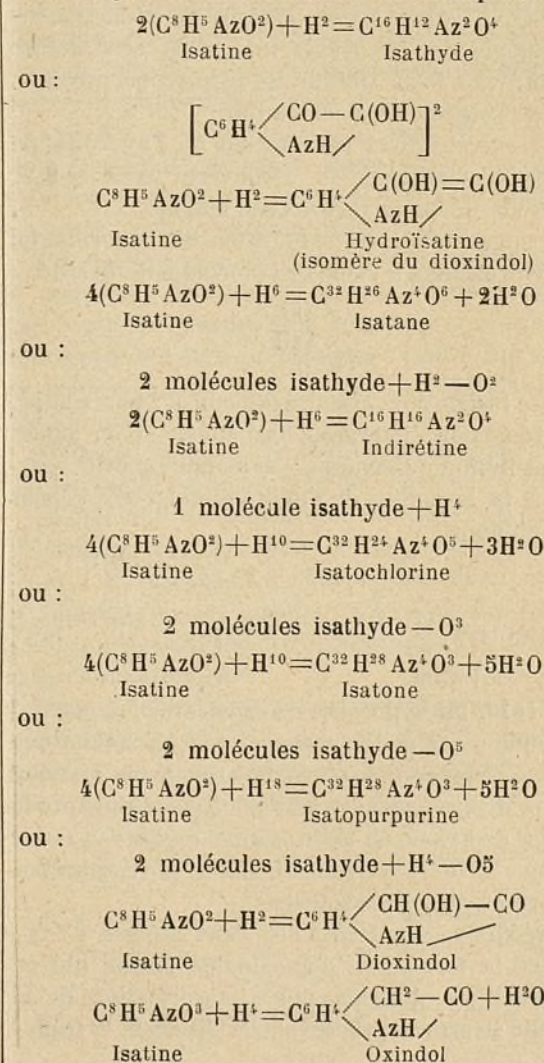 2(C⁸H⁵AzO²)+H²=C¹⁶H¹²Az²O⁴
Isatine Isathyde
ou :
[C⁶H⁴⟨CO—C(OH)
AzH]²
C⁸H⁵AzO²+H²=C⁶H⁴⟨C(OH)=C(OH)
AzH
Isatine Hydroïsatine
(isomère du dioxindol)
4(C⁸H⁵AzO²)+H⁶=C³²H²⁶Az⁴O⁶+2H²O
Isatine Isatane
ou :
2 molécules isathyde+H²—O²
2(C⁸H⁵AzO²)+H⁶=C¹⁶H¹⁶Az²O⁴
Isatine Indirétine
ou :
1 molécule isathyde+H⁴
4(C⁸H⁵AzO²)+H¹⁰=C³²H²⁴Az⁴O⁵+3H²O
Isatine Isatochlorine
ou :
2 molécules isathyde—O³
4(C⁸H⁵AzO²)+H¹⁰=C³²H²⁸Az⁴O³+5H²O
Isatine Isatone
ou :
2 molécules isathyde—O⁵
4(C⁸H⁵AzO²)+H¹⁸=C³²H²⁸Az⁴O³+5H²O
Isatine Isatopurpurine
ou :
2 molécules isathyde+H⁴—O5
C⁸H⁵AzO²+H²=C⁶H⁴⟨CH(OH)—CO
AzH
Isatine Dioxindol
C⁸H⁵AzO³+H⁴=C⁶H⁴⟨CH²—CO+H²O
AzH
Isatine Oxindol